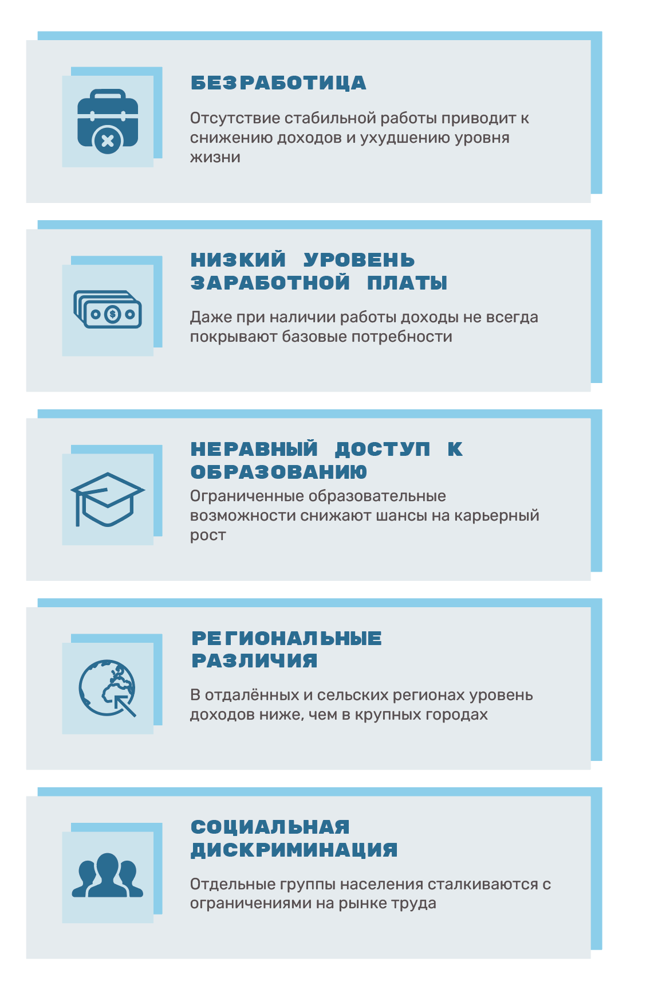 БЕЗРАБОТИЦА
Отсутствие стабильной работы приводит к
снижению доходов и ухудшению уровня
жизни
НИЗКИЙ УРОВЕНЬ
ЗАРАБОТНОЙ ПЛАТЫ
$
Даже при наличии работы доходы не всегда
покрывают базовые потребности
НЕРАВНЫЙ ДОСТУП К
ОБРАЗОВАНИЮ
Ограниченные образовательные
возможности снижают шансы на карьерный
рост
РЕГИОНАЛЬНЫЕ
РАЗЛИЧИЯ
В отдалённых и сельских регионах уровень
доходов ниже, чем в крупных городах
СОЦИАЛЬНАЯ
ДИСКРИМИНАЦИЯ
Отдельные группы населения сталкиваются с
ограничениями на рынке труда